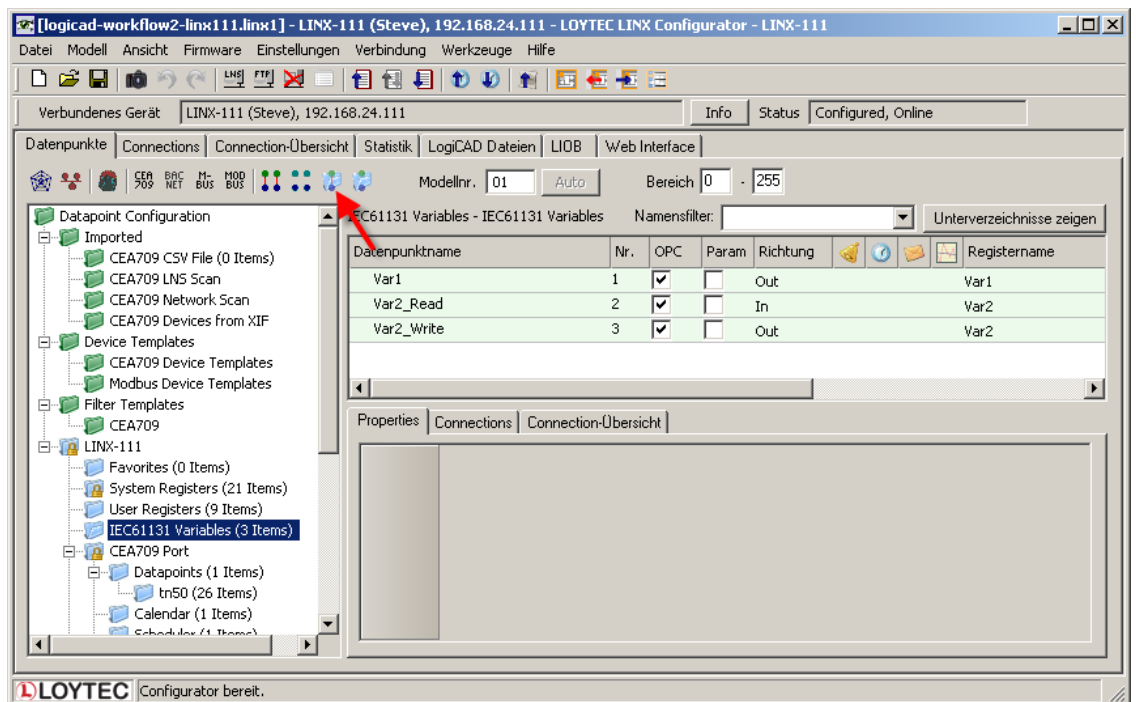 [logicad-workflow2-linx111.linx1] - LINX-111 (Steve), 192.168.24.111 - LOYTEC LINX Configurator - LINX-111
Datei Modell Ansicht Firmware Einstellungen Verbindung Werkzeuge Hilfe
LNS FTP
Verbundenes Gerät LINX-111 (Steve), 192.168.24.111 Info Status Configured, Online
Datenpunkte Connections Connection-Übersicht Statistik LogiCAD Dateien LIOB Web Interface
CEA 709 BAC NET M- BUS MOD BUS Modellnr. 01 Auto Bereich 0 - 255
Datapoint Configuration
Imported
CEA709 CSV File (0 Items)
CEA709 LNS Scan
CEA709 Network Scan
CEA709 Devices from XIF
Device Templates
CEA709 Device Templates
Modbus Device Templates
Filter Templates
CEA709
LINX-111
Favorites (0 Items)
System Registers (21 Items)
User Registers (9 Items)
IEC61131 Variables (3 Items)
CEA709 Port
Datapoints (1 Items)
tn50 (26 Items)
Calendar (1 Items)
Scheduler (1 Items)
IEC61131 Variables - IEC61131 Variables Namensfilter: Unterverzeichnisse zeigen
Datenpunktname Nr. OPC Param Richtung Registername
Var1 1 Out Var1
Var2_Read 2 In Var2
Var2_Write 3 Out Var2
Properties Connections Connection-Übersicht
LOYTEC Configurator bereit.